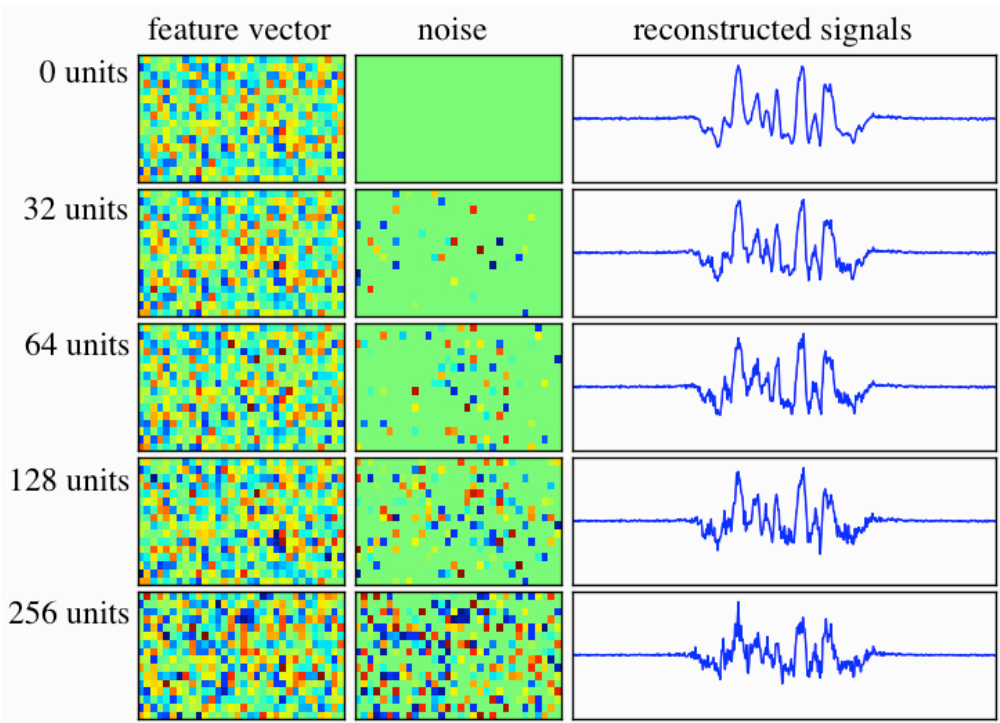 feature vector noise reconstructed signals
0 units
32 units
64 units
128 units
256 units